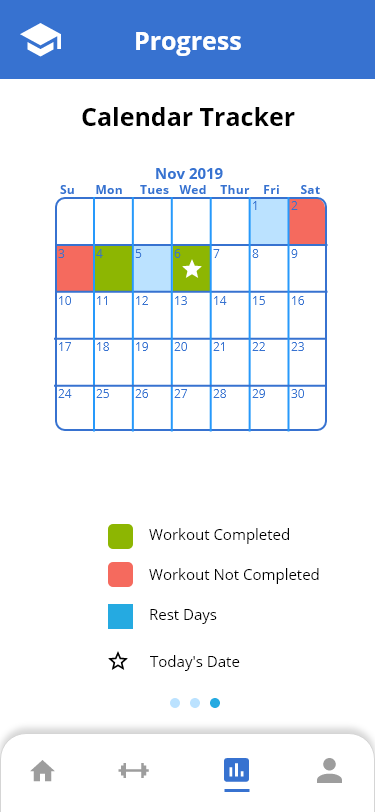 Progress
Calendar Tracker
Nov 2019
Su Mon Tues Wed Thur Fri Sat
1 2
3 4 5 6 7 8 9
10 11 12 13 14 15 16
17 18 19 20 21 22 23
24 25 26 27 28 29 30
Workout Completed
Workout Not Completed
Rest Days
Today's Date